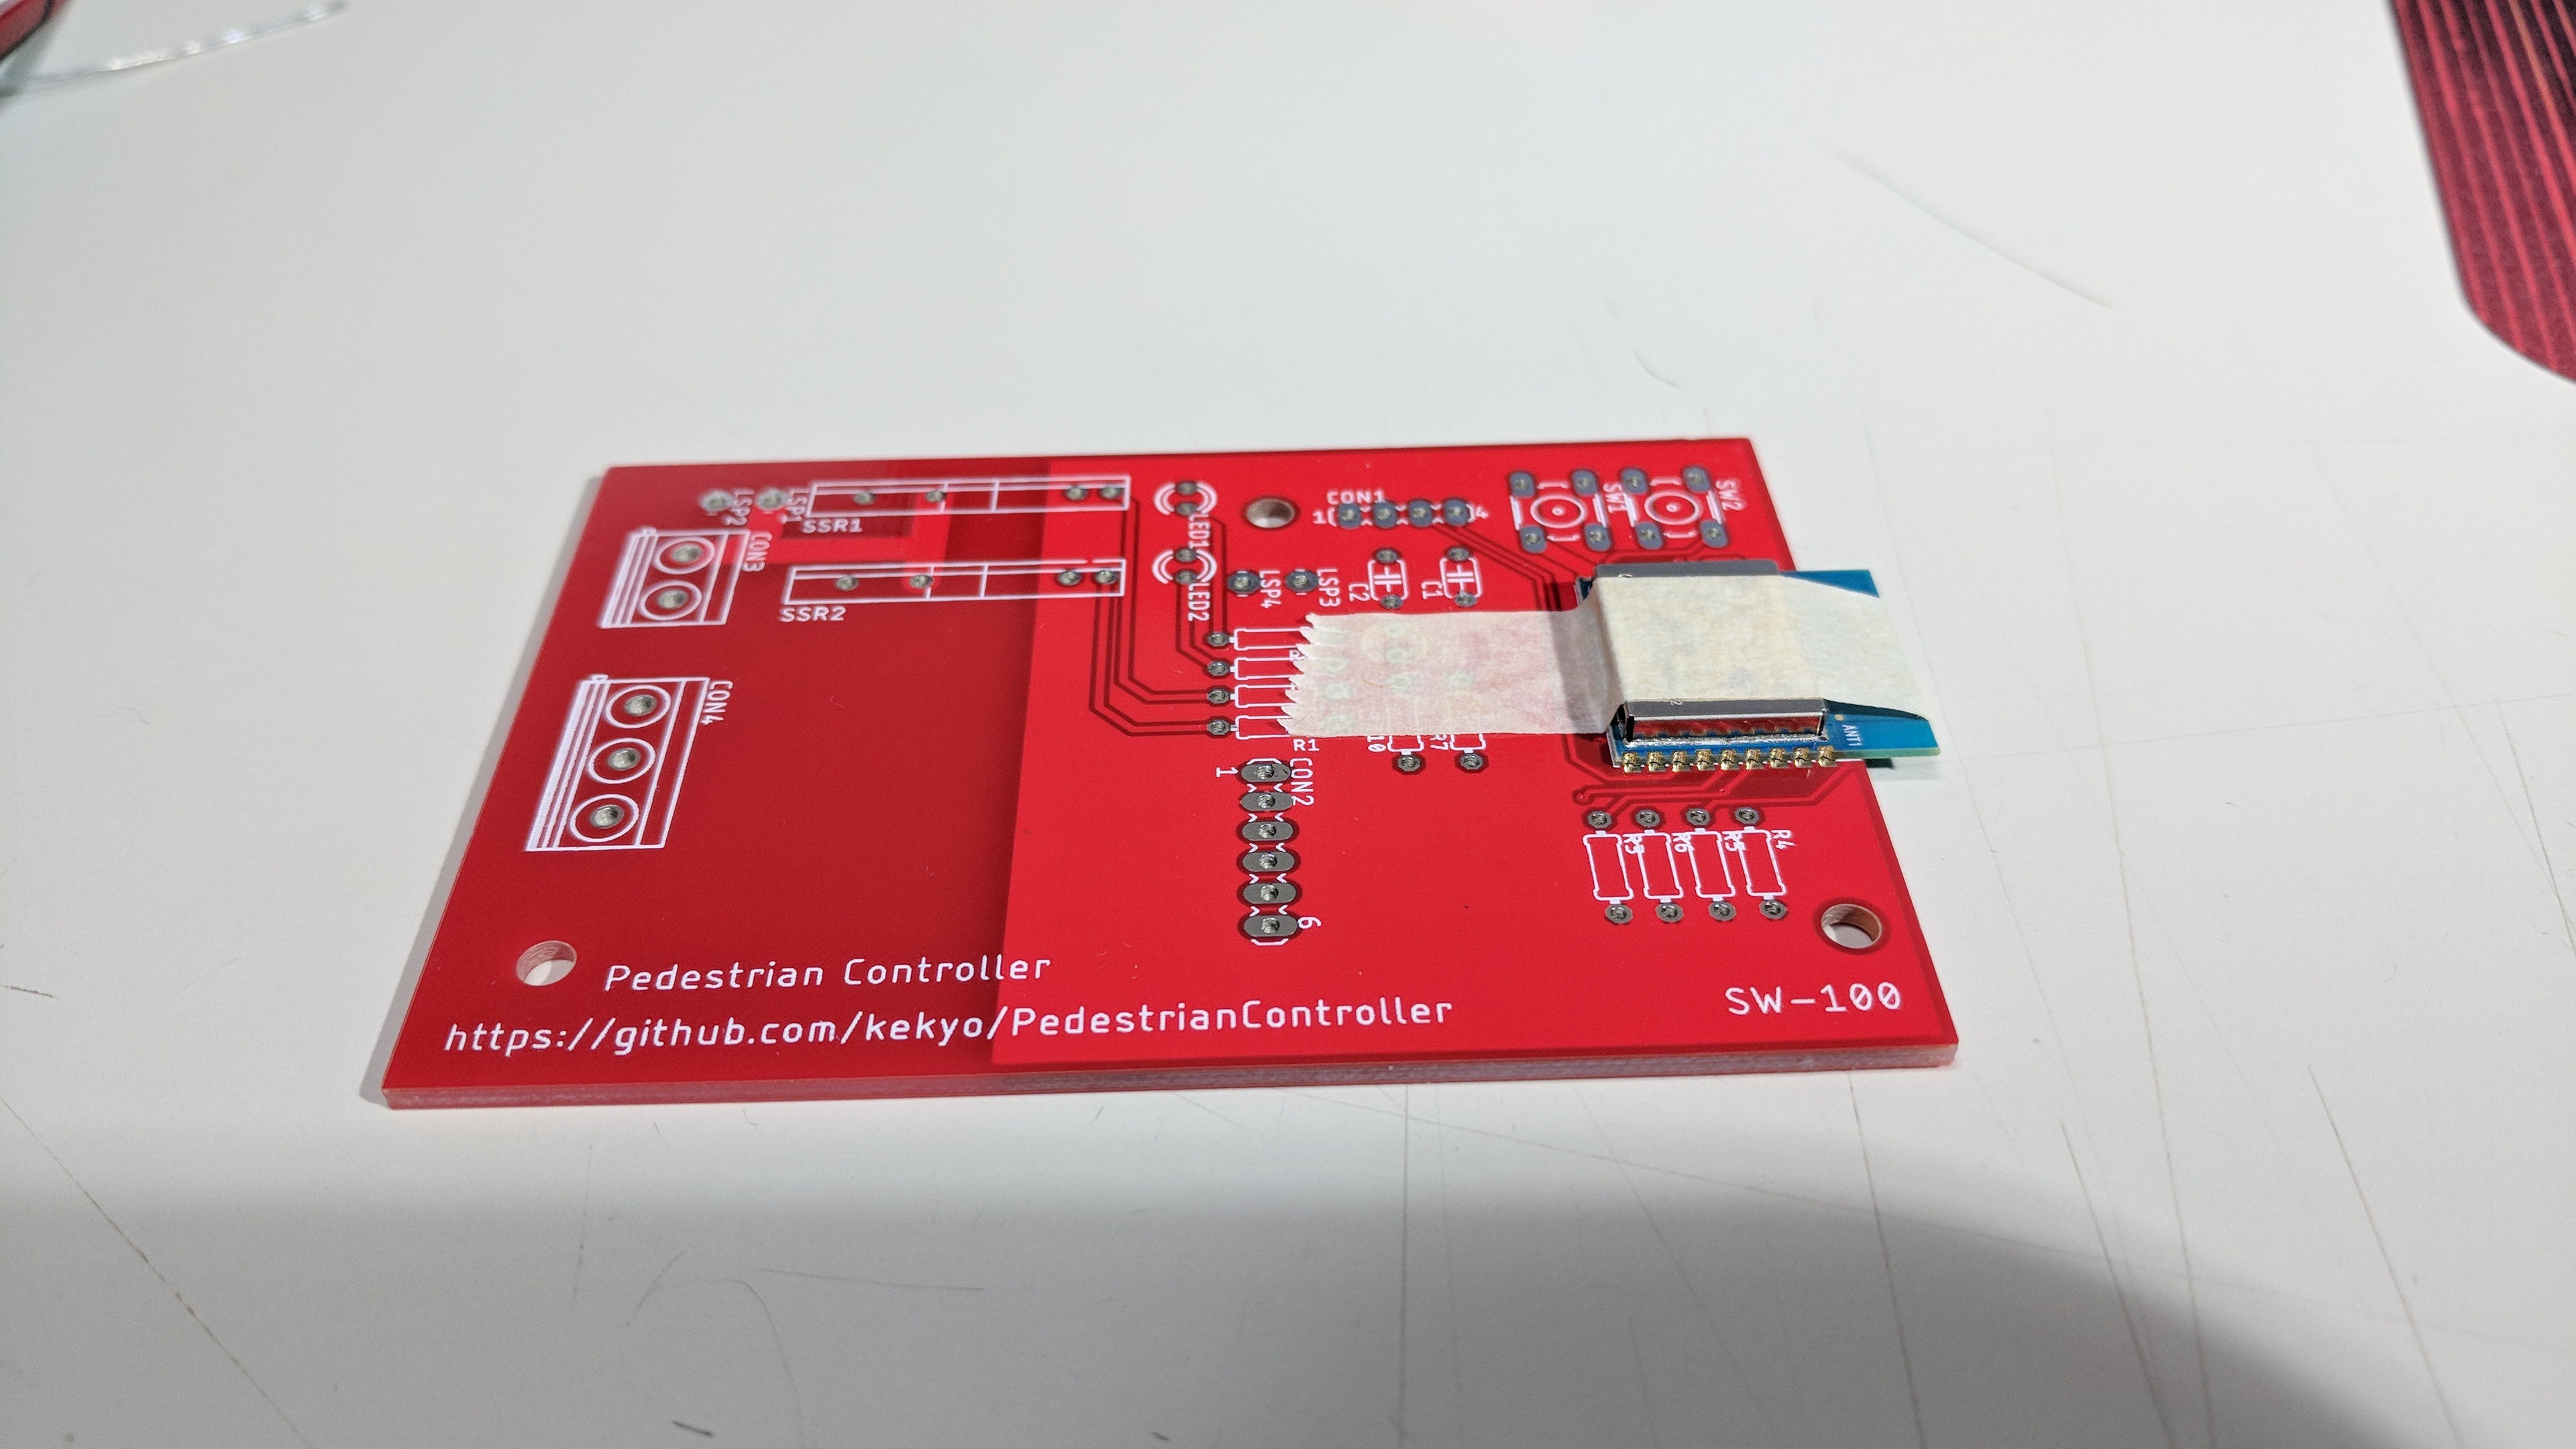 LSP2
LSP1
SSR1
LED1
CON1
1
4
SW1
SW2
CON3
SSR2
LED2
LSP4
LSP3
C2
C1
CON4
R1
10
R7
ANT1
1
CON2
6
R3
R6
R5
R4
Pedestrian Controller
https://github.com/kekyo/PedestrianController
SW-100